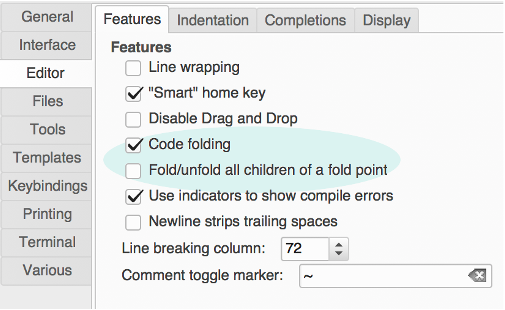 General
Interface
Editor
Files
Tools
Templates
Keybindings
Printing
Terminal
Various
Features Indentation Completions Display
Features
Line wrapping
"Smart" home key
Disable Drag and Drop
Code folding
Fold/unfold all children of a fold point
Use indicators to show compile errors
Newline strips trailing spaces
Line breaking column: 72
Comment toggle marker: ~